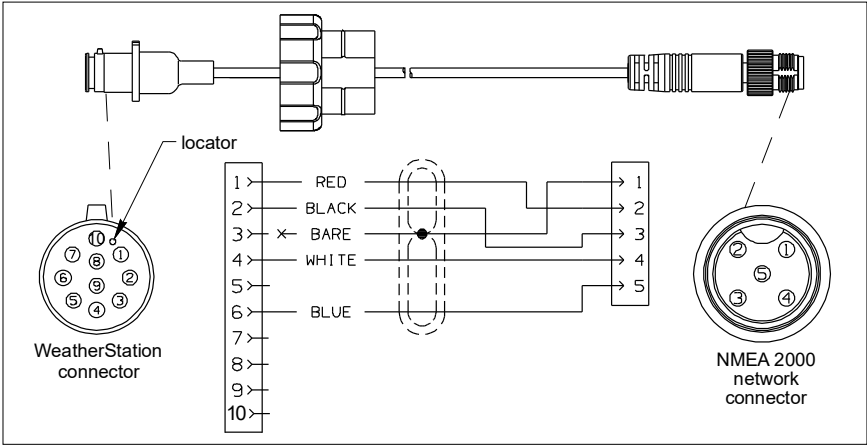 locator
1 RED 1
2 BLACK 2
3 × BARE 3
4 WHITE 4
5 5
6 BLUE
7
8
9
10
10
1
7
8
6
2
9
5
3
4
WeatherStation
connector
2 1
5
3 4
NMEA 2000
network
connector